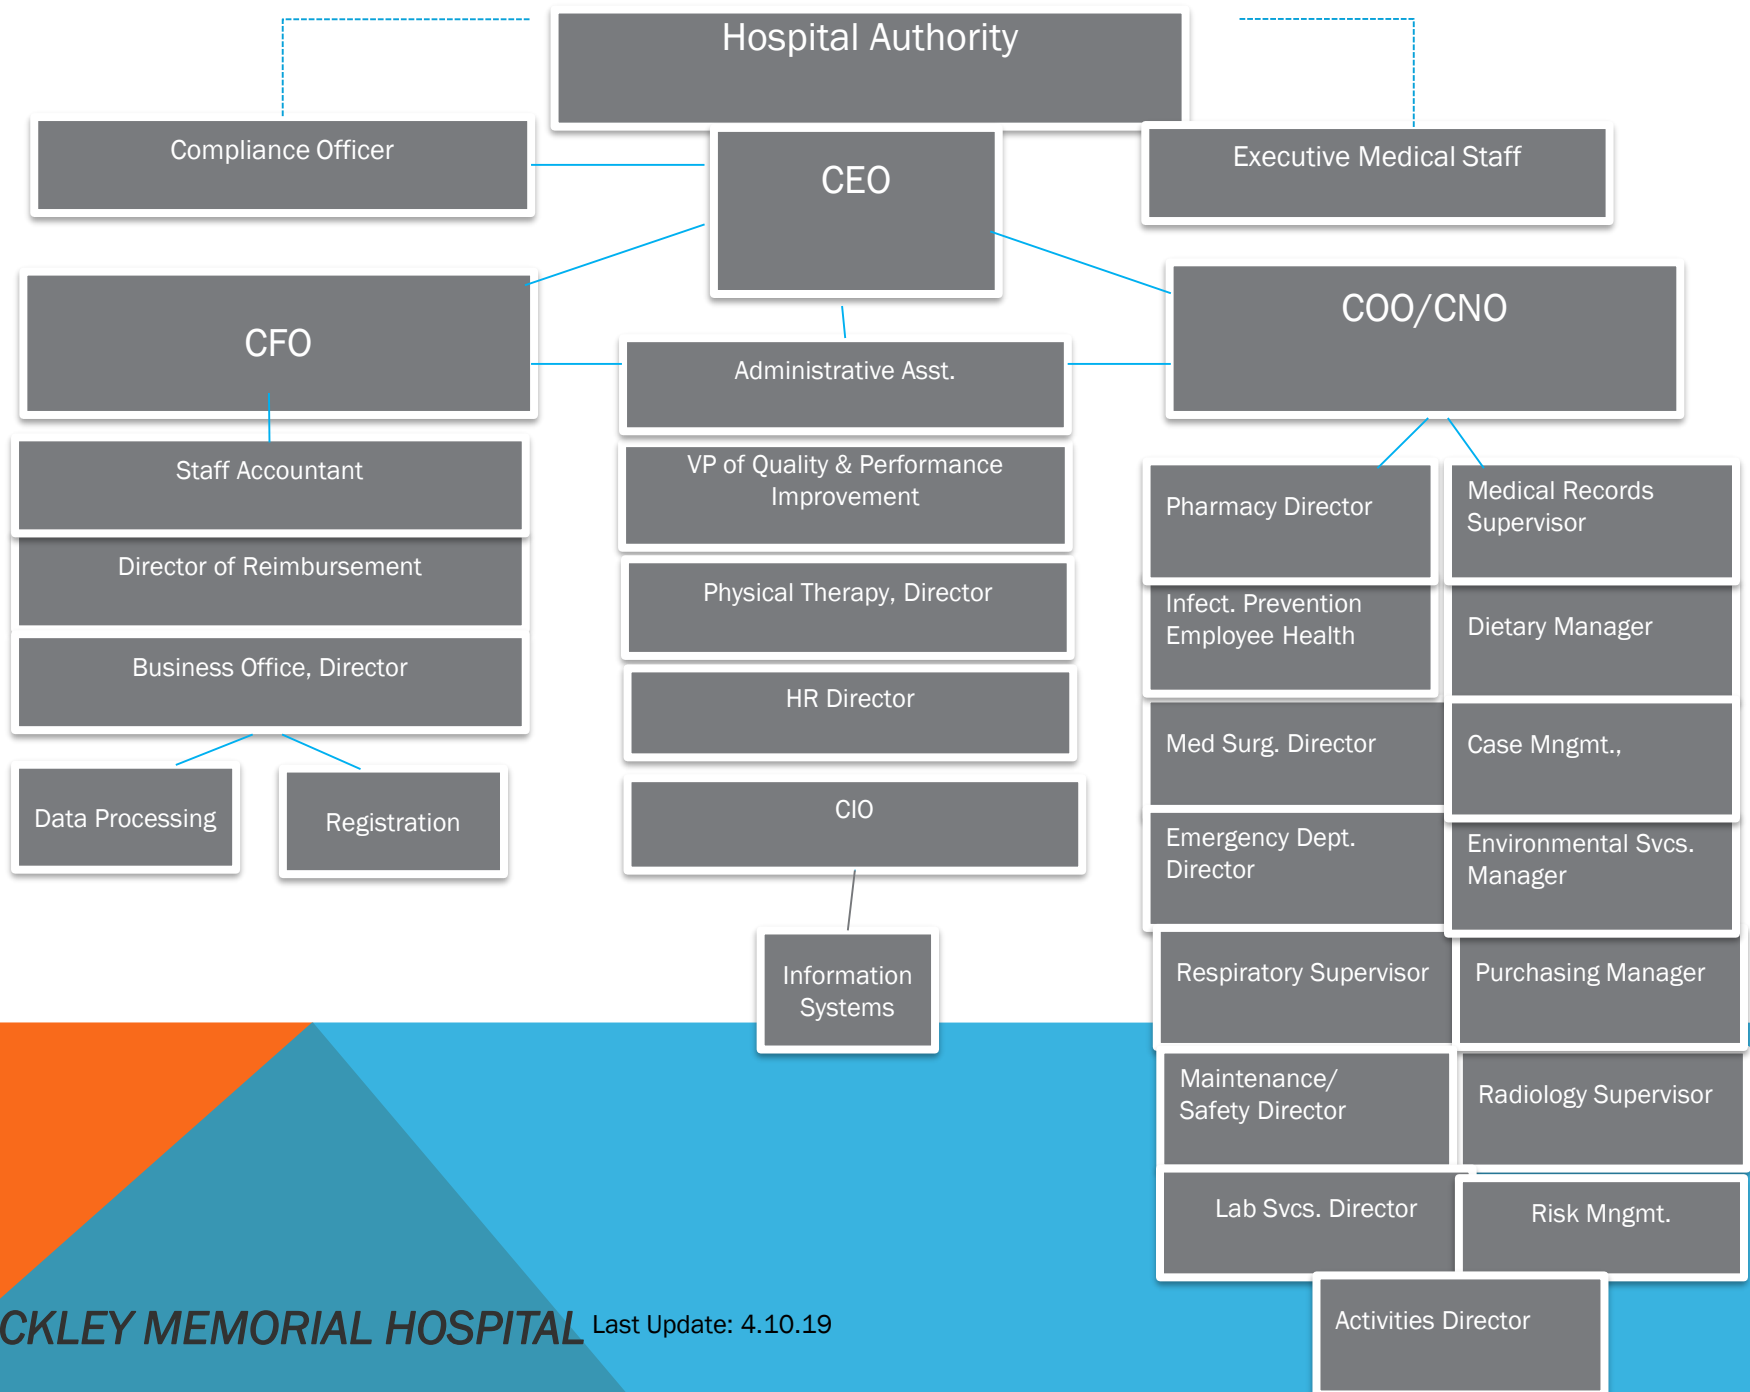 Hospital Authority
Compliance Officer
CEO
Executive Medical Staff
CFO
COO/CNO
Administrative Asst.
Staff Accountant
Director of Reimbursement
Business Office, Director
Data Processing
Registration
VP of Quality & Performance
Improvement
Physical Therapy, Director
HR Director
CIO
Information
Systems
Pharmacy Director
Medical Records
Supervisor
Infect. Prevention
Employee Health
Dietary Manager
Med Surg. Director
Case Mngmt.,
Emergency Dept.
Director
Environmental Svcs.
Manager
Respiratory Supervisor
Purchasing Manager
Maintenance/
Safety Director
Radiology Supervisor
Lab Svcs. Director
Risk Mngmt.
Activities Director
CKLEY MEMORIAL HOSPITAL
Last Update: 4.10.19